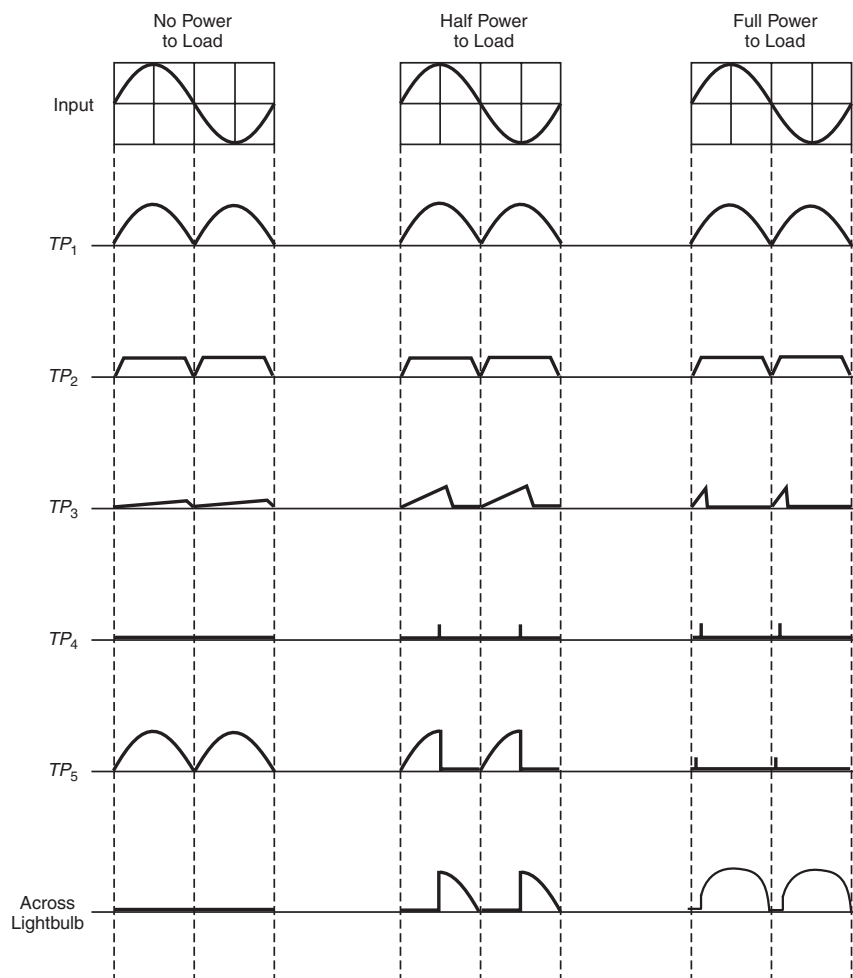 No Power
to Load
Half Power
to Load
Full Power
to Load
Input
TP1
TP2
TP3
TP4
TP5
Across
Lightbulb